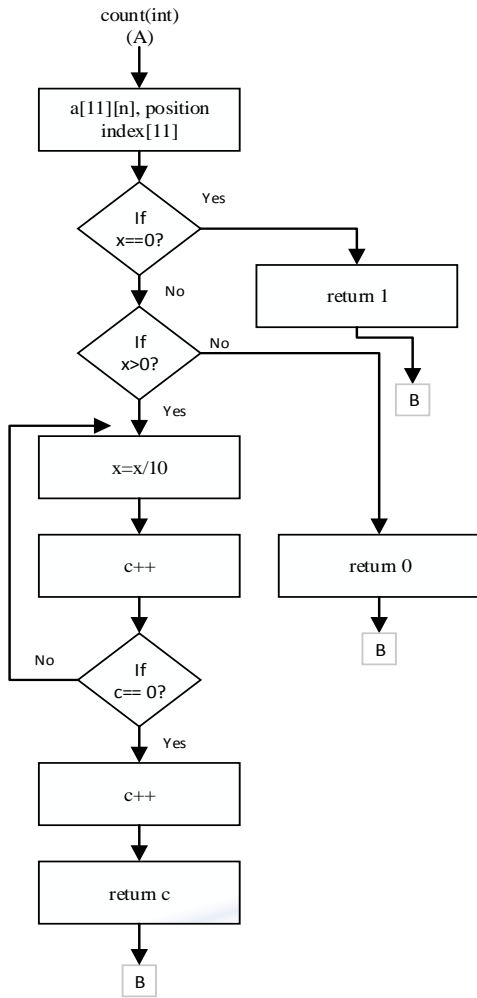 count(int)
(A)
a[11][n], position
index[11]
If
x==0?
Yes
return 1
B
No
If
x>0?
No
return 0
B
Yes
x=x/10
c++
If
c== 0?
No
Yes
c++
return c
B